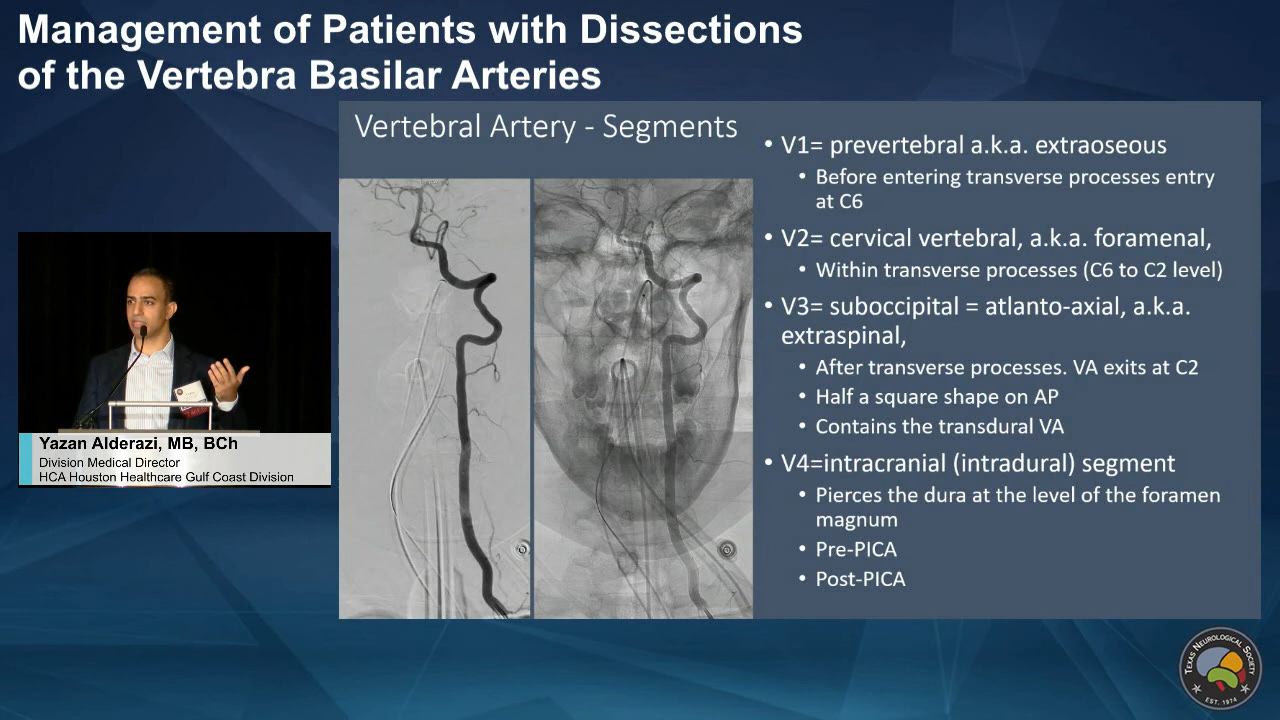 Management of Patients with Dissections
of the Vertebra Basilar Arteries
Vertebral Artery - Segments
• V1= prevertebral a.k.a. extraoseous
• Before entering transverse processes entry
at C6
• V2= cervical vertebral, a.k.a. foramenal,
• Within transverse processes (C6 to C2 level)
• V3= suboccipital = atlanto-axial, a.k.a.
extraspinal,
• After transverse processes. VA exits at C2
• Half a square shape on AP
• Contains the transdural VA
• V4=intracranial (intradural) segment
• Pierces the dura at the level of the foramen
magnum
• Pre-PICA
• Post-PICA
Yazan Alderazi, MB, BCh
Division Medical Director
HCA Houston Healthcare Gulf Coast Division
TEXAS NEUROLOGICAL SOCIETY
EST. 1974